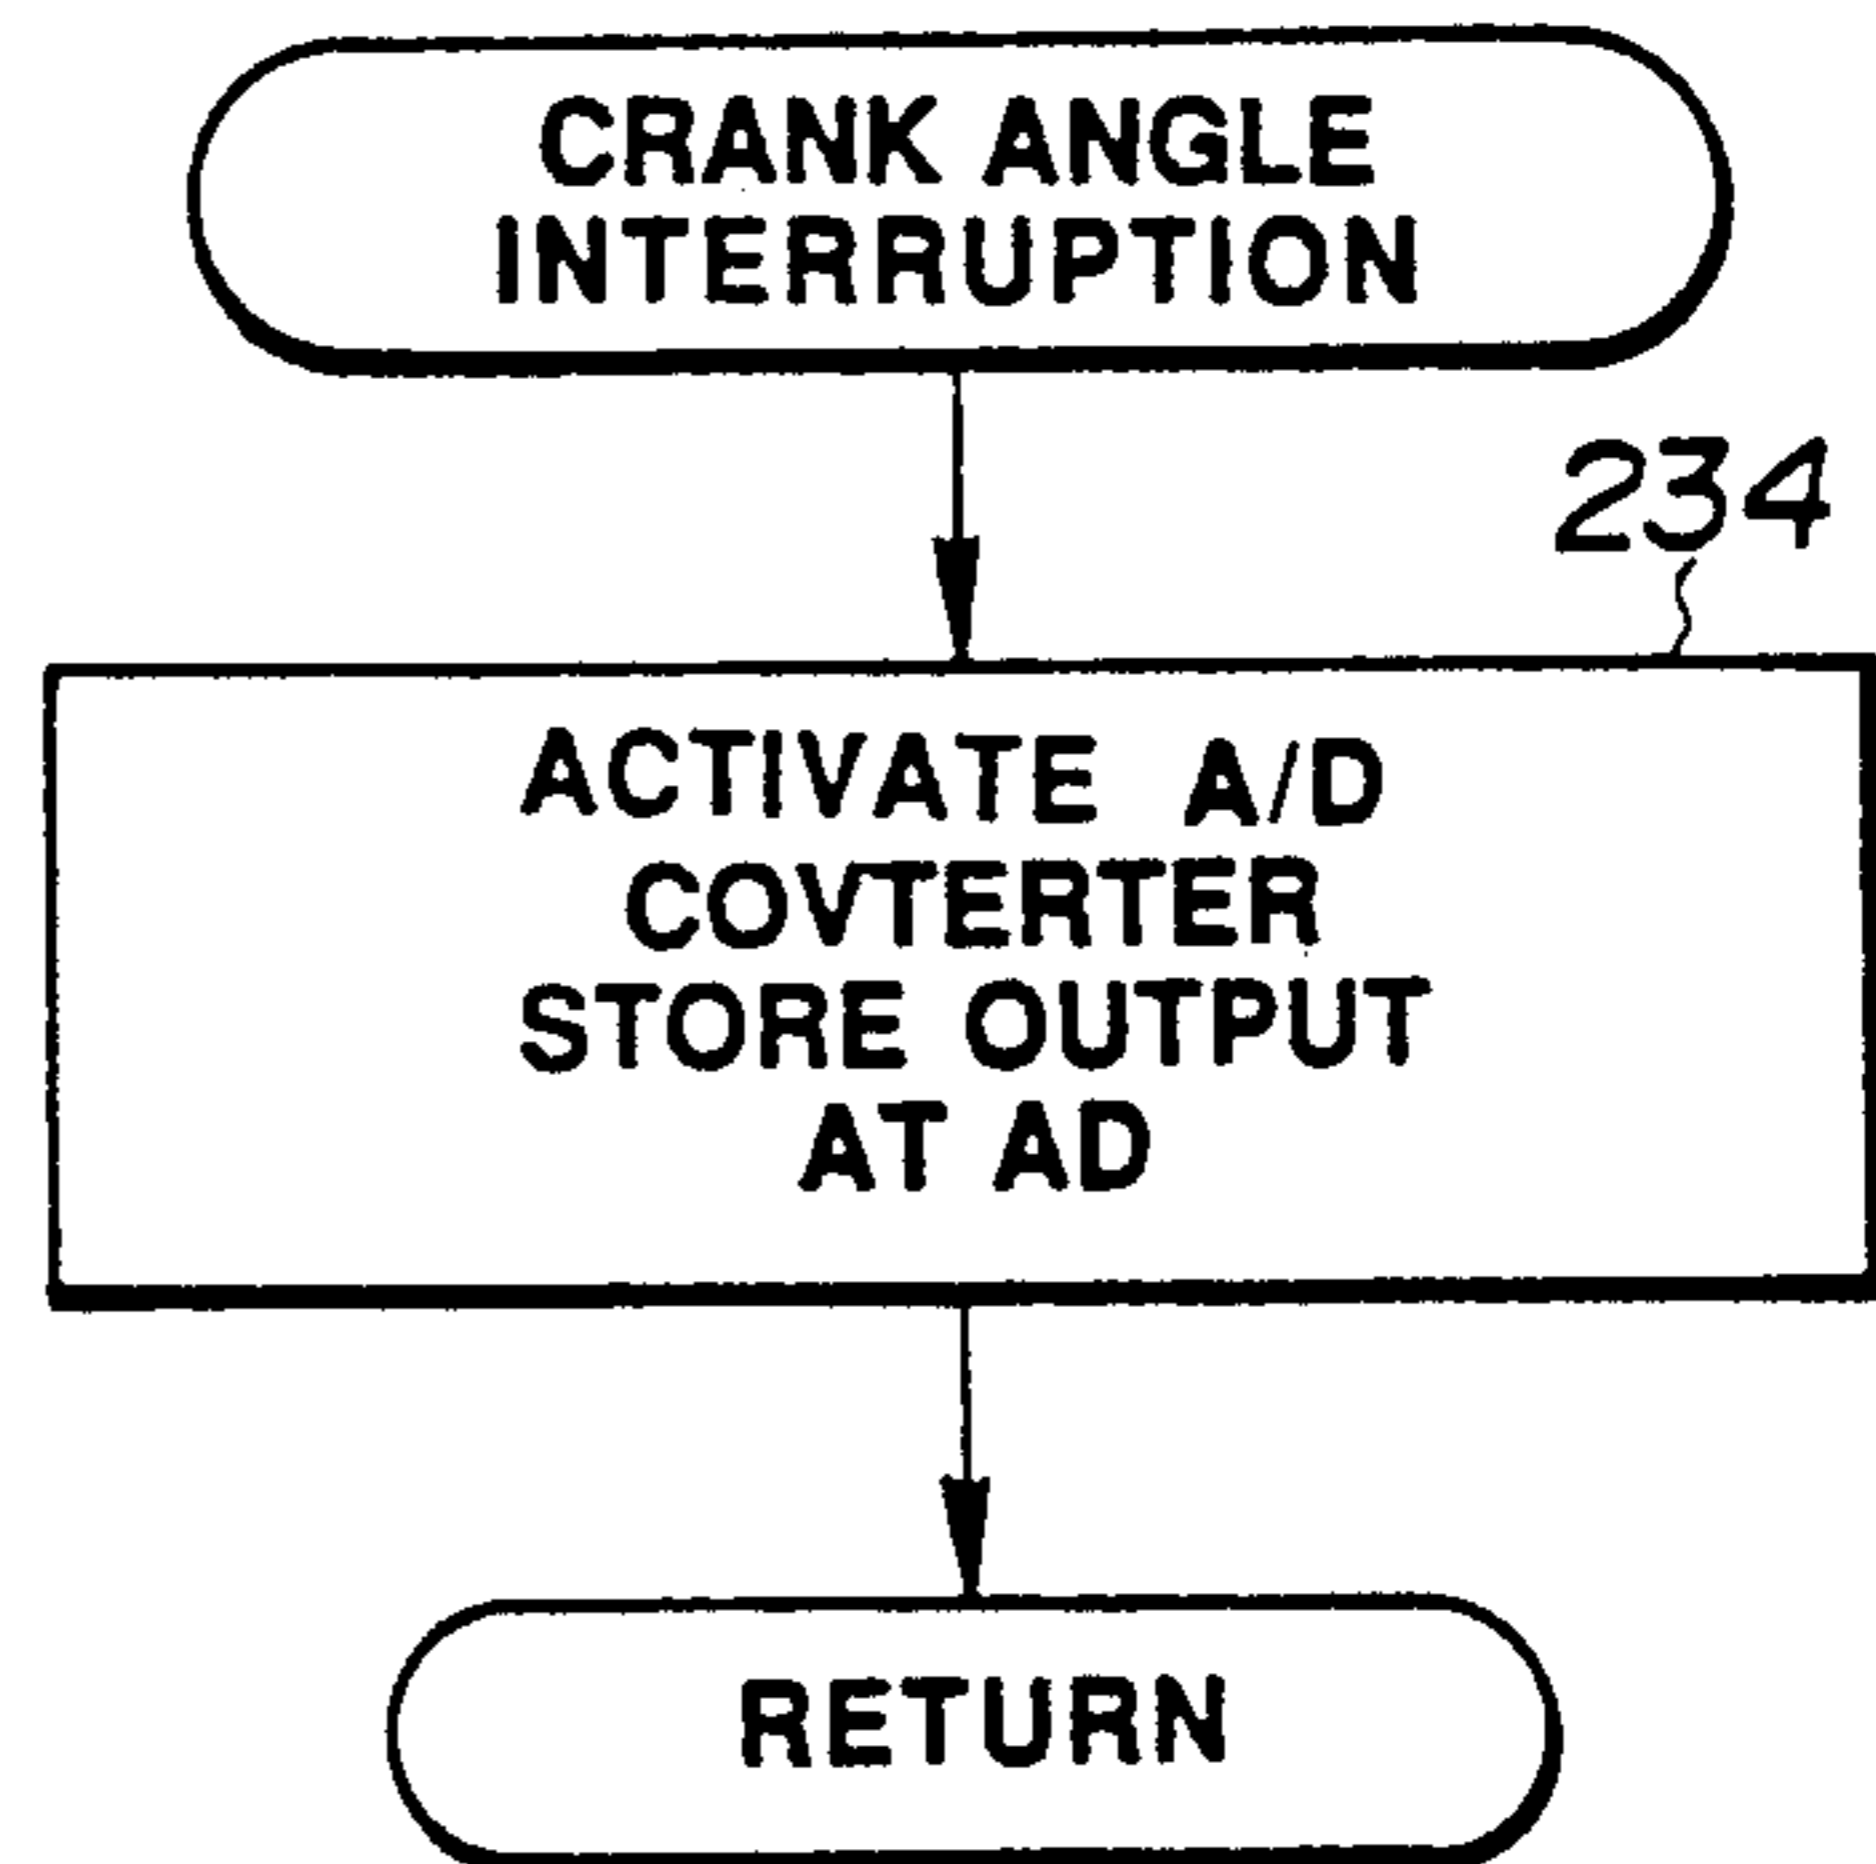 CRANK ANGLE
INTERRUPTION
234
ACTIVATE A/D
COVTERTER
STORE OUTPUT
AT AD
RETURN